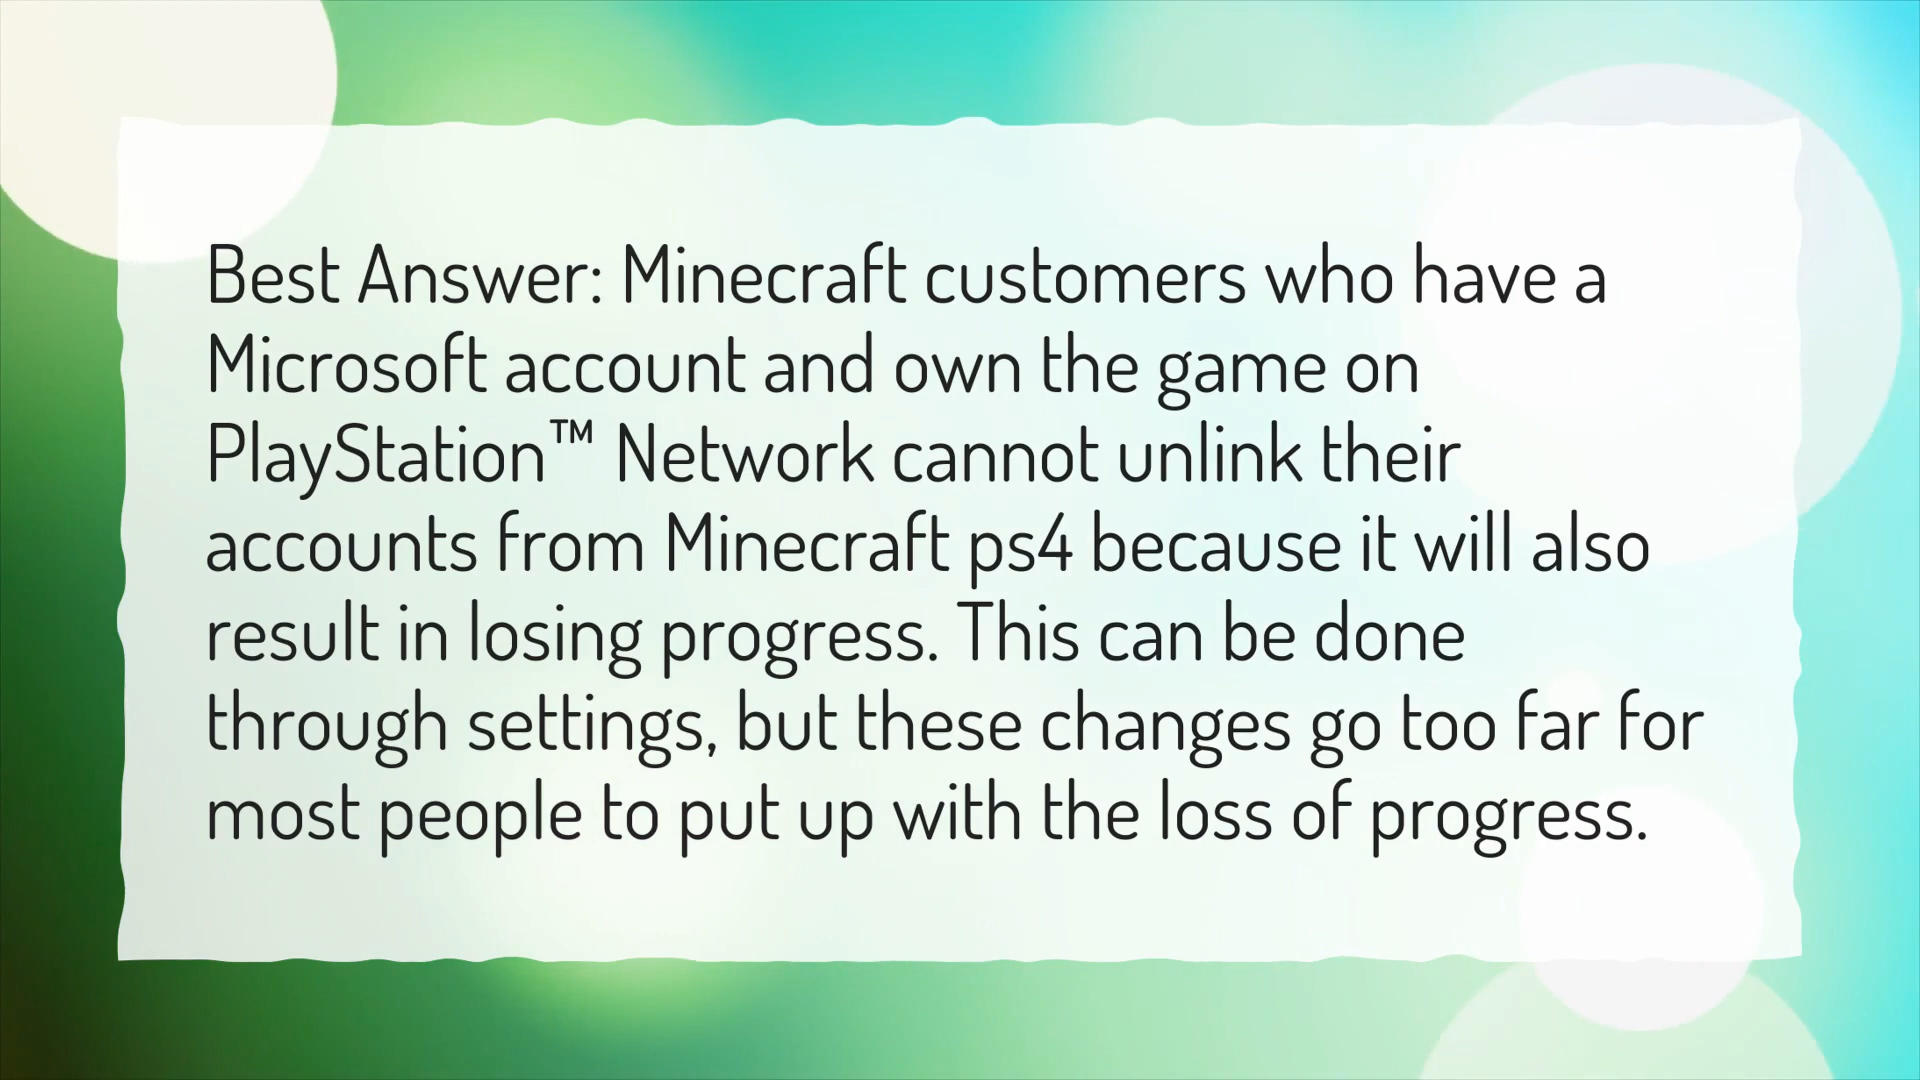 Best Answer: Minecraft customers who have a
Microsoft account and own the game on
PlayStation™ Network cannot unlink their
accounts from Minecraft ps4 because it will also
result in losing progress. This can be done
through settings, but these changes go too far for
most people to put up with the loss of progress.